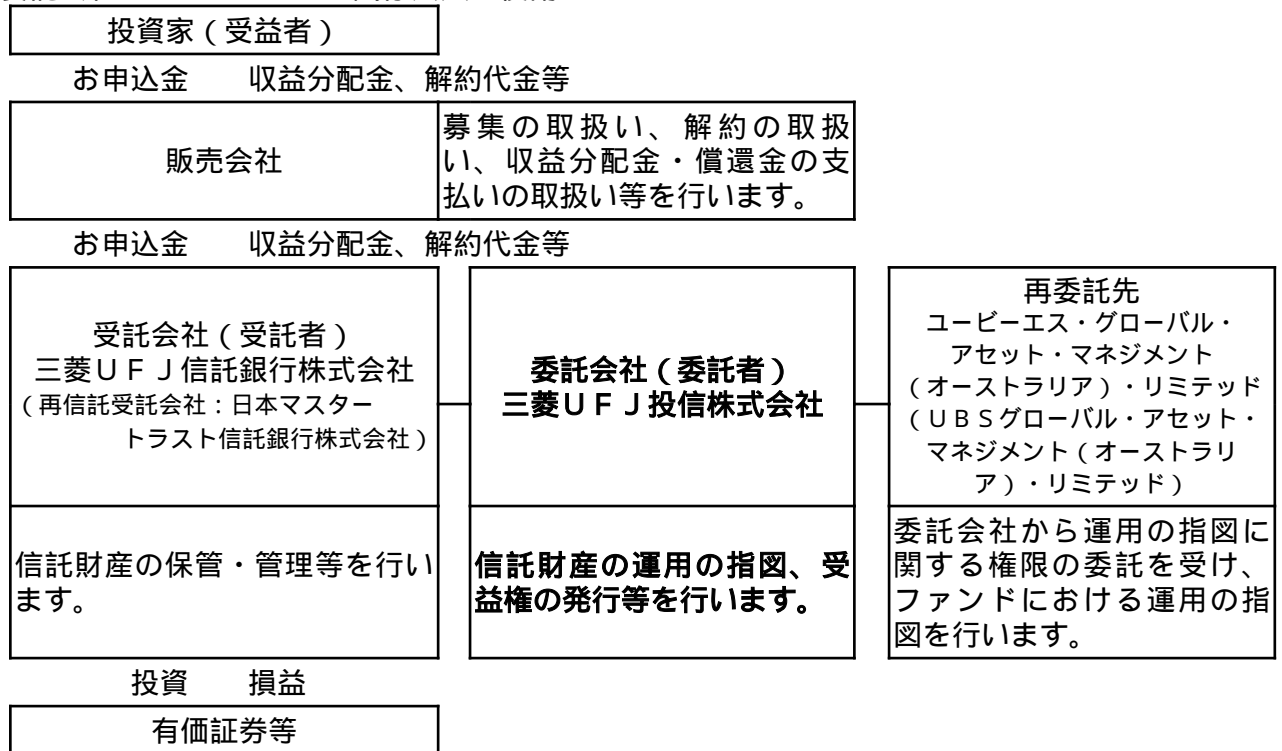 投資家（受益者）
お申込金　　収益分配金、解約代金等
販売会社
募集の取扱い、解約の取扱
い、収益分配金・償還金の支
払いの取扱い等を行います。
お申込金　　収益分配金、解約代金等
受託会社（受託者）
三菱ＵＦＪ信託銀行株式会社
（再信託受託会社：日本マスター
トラスト信託銀行株式会社）
委託会社（委託者）
三菱ＵＦＪ投信株式会社
再委託先
ユービーエス・グローバル・
アセット・マネジメント
（オーストラリア）・リミテッド
（ＵＢＳグローバル・アセット・
マネジメント（オーストラリ
ア）・リミテッド）
信託財産の保管・管理等を行い
ます。
信託財産の運用の指図、受
益権の発行等を行います。
委託会社から運用の指図に
関する権限の委託を受け、
ファンドにおける運用の指
図を行います。
投資　　損益
有価証券等